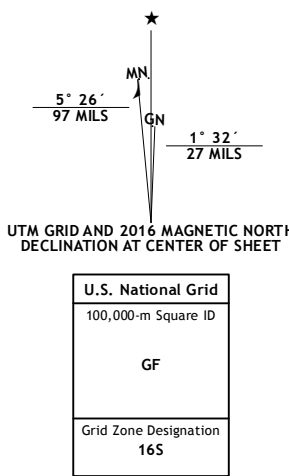 ★
MN.
GN
5° 26´
97 MILS
1° 32´
27 MILS
UTM GRID AND 2016 MAGNETIC NORTH
DECLINATION AT CENTER OF SHEET
U.S. National Grid
100,000-m Square ID
GF
Grid Zone Designation
16S